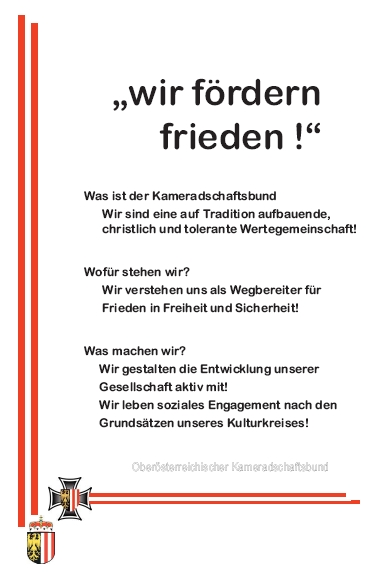 „wir fördern
frieden !“
Was ist der Kameradschaftsbund
Wir sind eine auf Tradition aufbauende,
christlich und tolerante Wertegemeinschaft!
Wofür stehen wir?
Wir verstehen uns als Wegbereiter für
Frieden in Freiheit und Sicherheit!
Was machen wir?
Wir gestalten die Entwicklung unserer
Gesellschaft aktiv mit!
Wir leben soziales Engagement nach den
Grundsätzen unseres Kulturkreises!
Oberösterreichischer Kameradschaftsbund